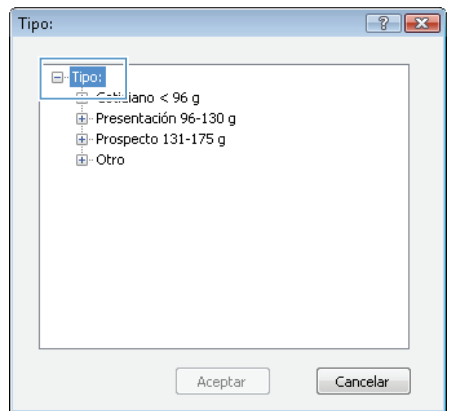 Tipo:
Tipo:
Cotidiano < 96 g
Presentación 96-130 g
Prospecto 131-175 g
Otro
Aceptar
Cancelar